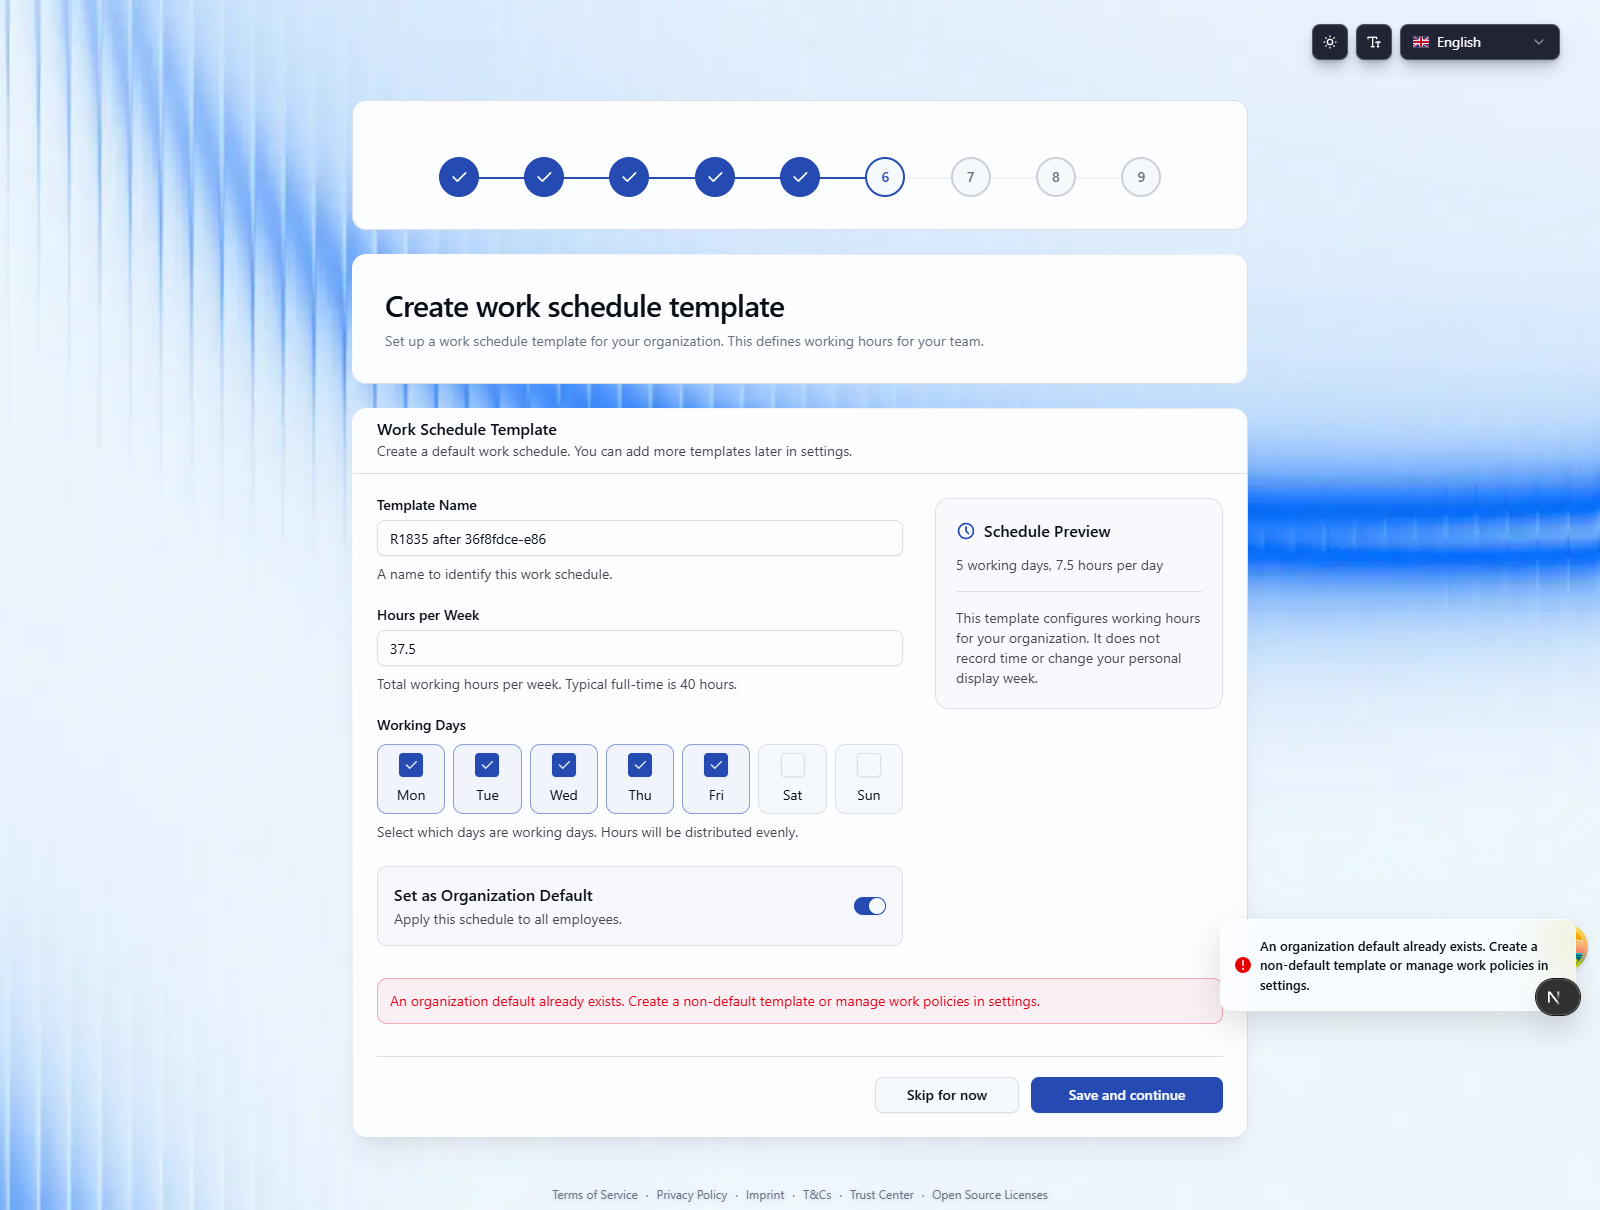 English
6
7
8
9
Create work schedule template
Set up a work schedule template for your organization. This defines working hours for your team.
Work Schedule Template
Create a default work schedule. You can add more templates later in settings.
Template Name
R1835 after 36f8fdce-e86
A name to identify this work schedule.
Hours per Week
37.5
Total working hours per week. Typical full-time is 40 hours.
Working Days
Mon
Tue
Wed
Thu
Fri
Sat
Sun
Select which days are working days. Hours will be distributed evenly.
Set as Organization Default
Apply this schedule to all employees.
Schedule Preview
5 working days, 7.5 hours per day
This template configures working hours
for your organization. It does not
record time or change your personal
display week.
An organization default already exists. Create a non-default template or manage work policies in settings.
An organization default already exists. Create a
non-default template or manage work policies in
settings.
N
Skip for now
Save and continue
Terms of Service · Privacy Policy · Imprint · T&Cs · Trust Center · Open Source Licenses